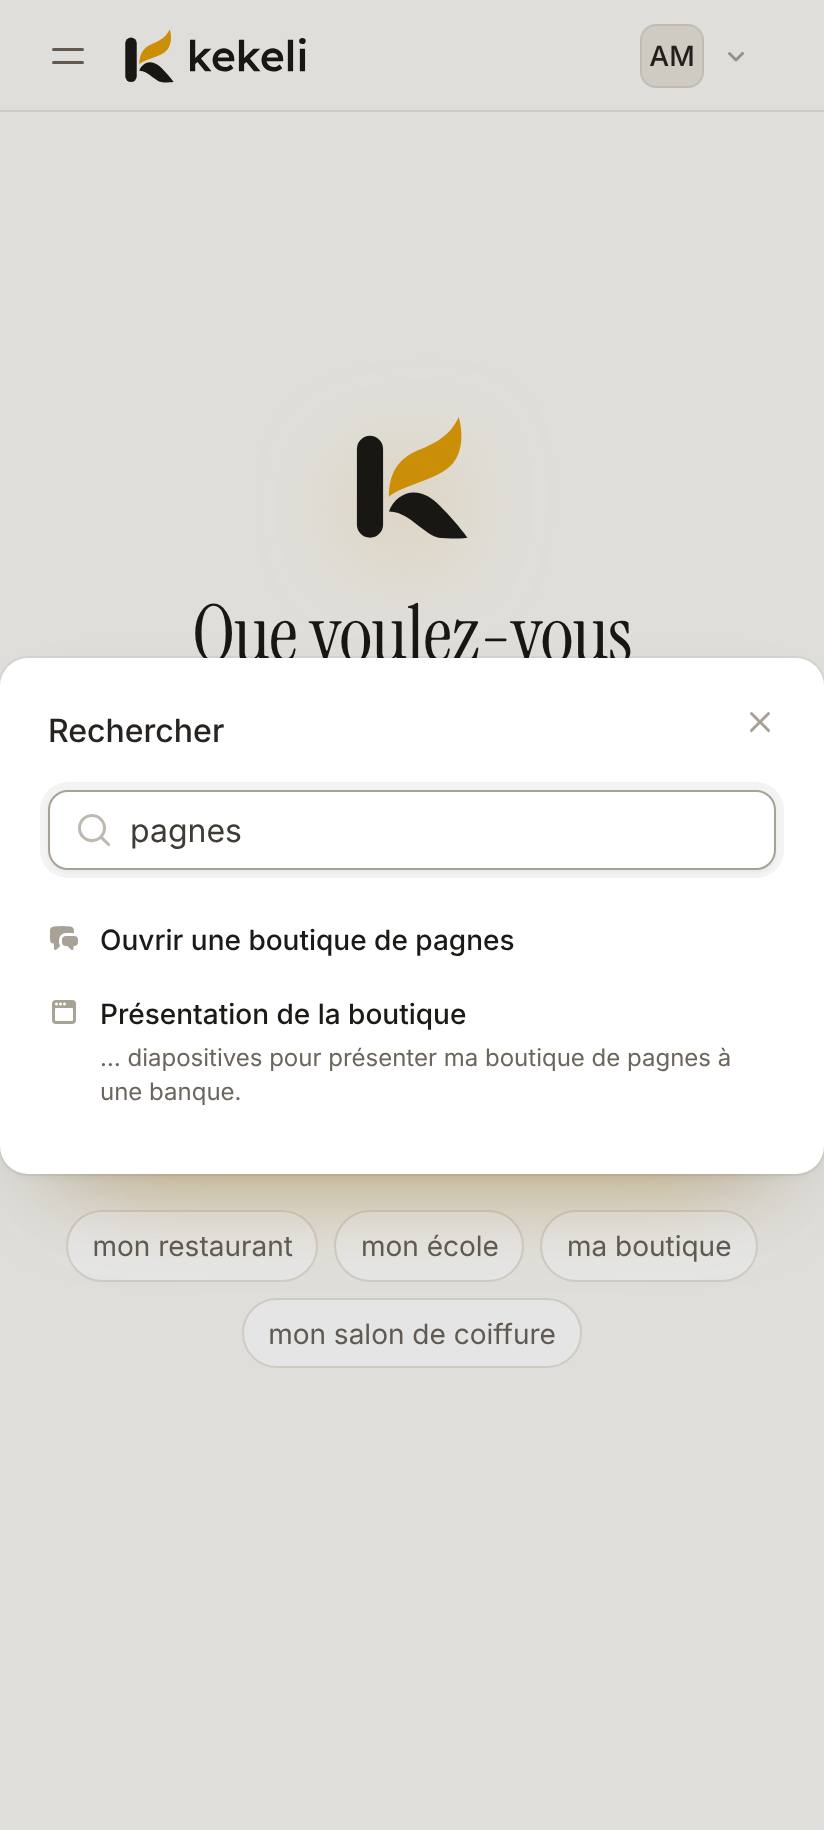 kekeli
AM
Que voulez-vous
Rechercher
pagnes
Ouvrir une boutique de pagnes
Présentation de la boutique
... diapositives pour présenter ma boutique de pagnes à
une banque.
mon restaurant
mon école
ma boutique
mon salon de coiffure